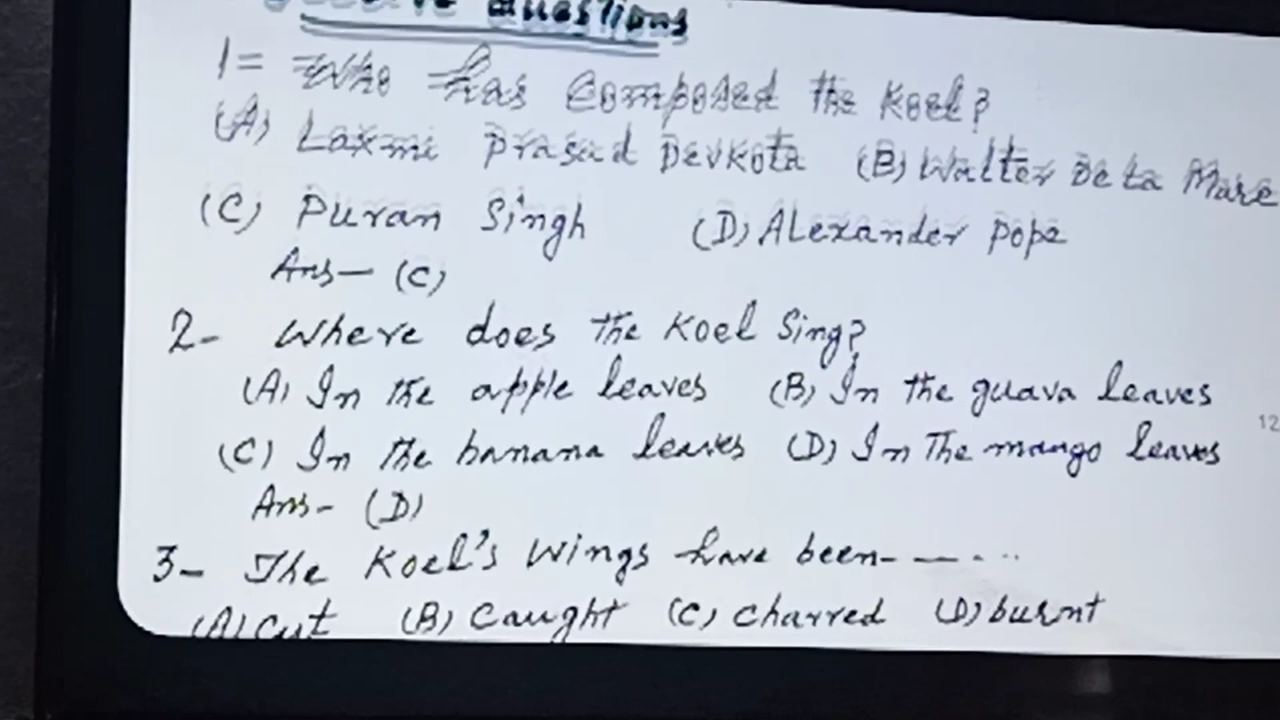 Questions
1= Who has Composed the Koel?
(A) Laxmi Prasad Devkota (B) Walter De La Mare
(C) Puran Singh (D) Alexander Pope
Ans- (C)
2- Where does the Koel Sing?
(A) In the apple leaves (B) In the guava leaves
(C) In the banana leaves (D) In The mango leaves
Ans- (D)
3- The Koel's Wings have been- - - - ..
(A) Cut (B) Caught (C) Charred (D) burnt
12